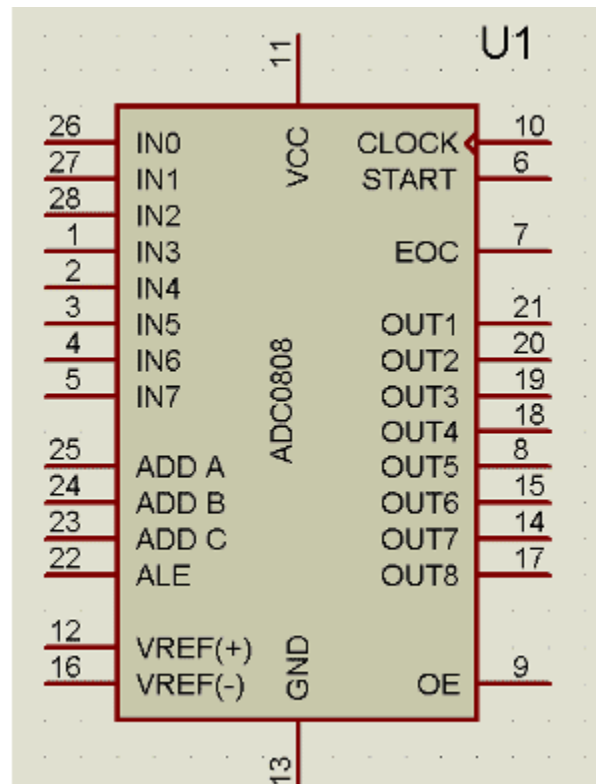 U1
11
26 IN0 VCC CLOCK 10
27 IN1 START 6
28 IN2
1 IN3 EOC 7
2 IN4
3 IN5 OUT1 21
4 IN6 OUT2 20
5 IN7 OUT3 19
ADC0808
OUT4 18
25 ADD A OUT5 8
24 ADD B OUT6 15
23 ADD C OUT7 14
22 ALE OUT8 17
12 VREF(+)
16 VREF(-) GND OE 9
13